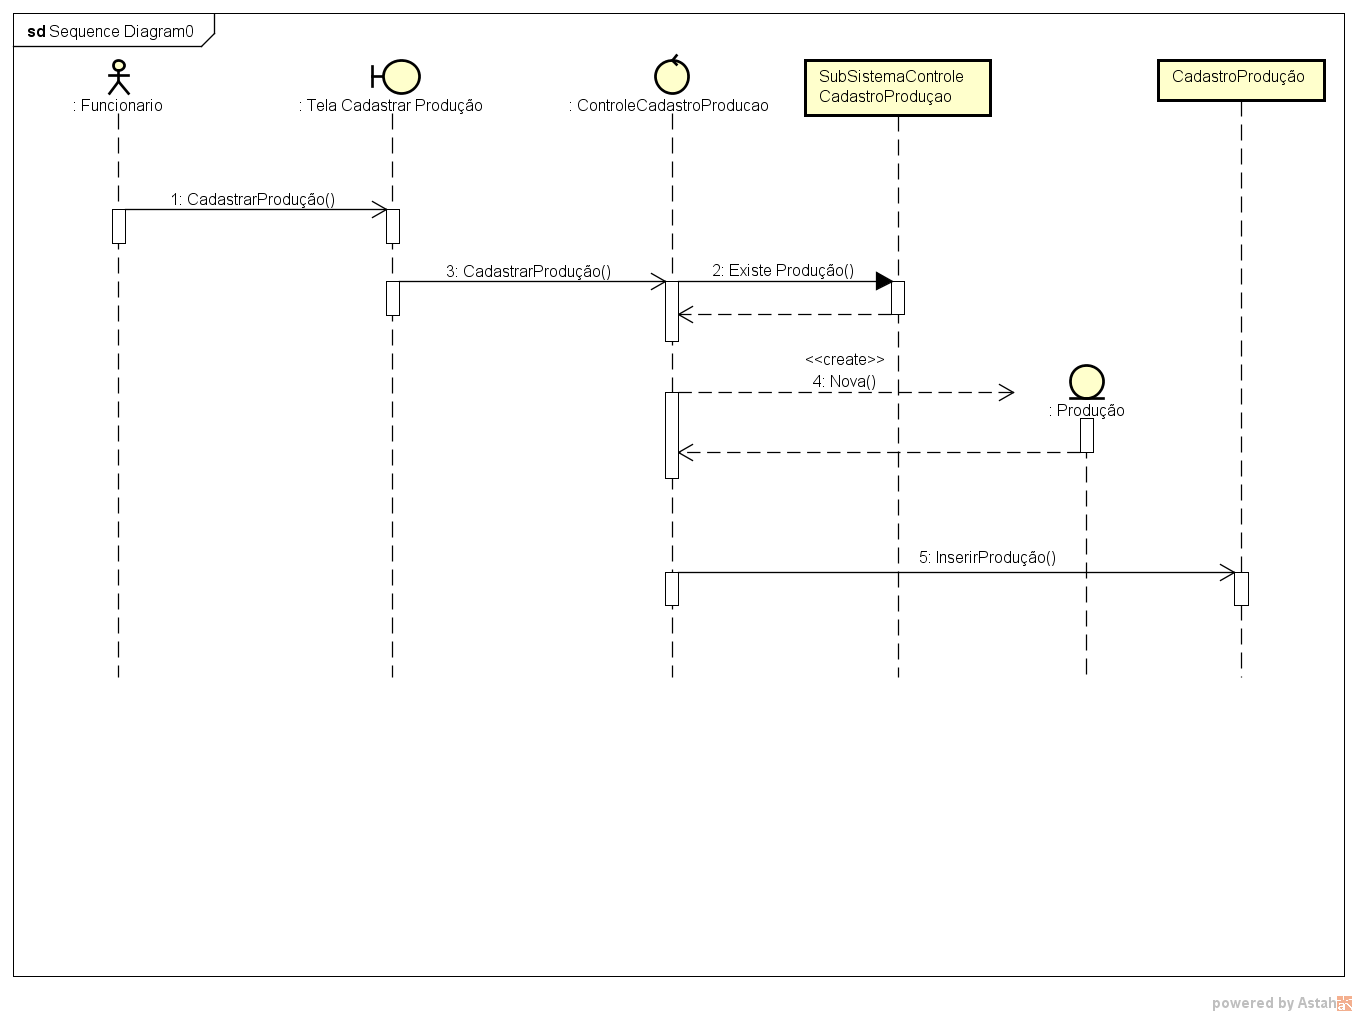 sd Sequence Diagram0
: Funcionario
: Tela Cadastrar Produção
: ControleCadastroProducao
SubSistemaControle
CadastroProduçao
CadastroProdução
1: CadastrarProdução()
3: CadastrarProdução()
2: Existe Produção()
<<create>>
4: Nova()
: Produção
5: InserirProdução()
powered by Astah